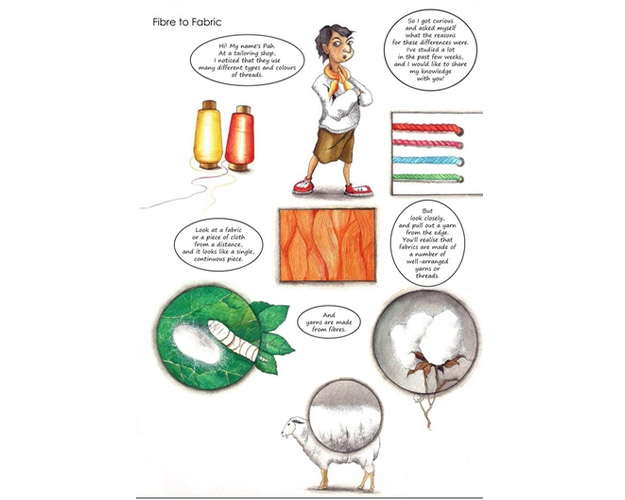 Fibre to Fabric
Hi! My name's Pah.
At a tailoring shop,
I noticed that they use
many different types and colours
of threads.
So I got curious
and asked myself
what the reasons
for these differences were.
I've studied a lot
in the past few weeks,
and I would like to share
my knowledge
with you!
Look at a fabric
or a piece of cloth
from a distance,
and it looks like a single,
continuous piece.
But
look closely,
and pull out a yarn
from the edge.
You'll realise that
fabrics are made of
a number of
well-arranged
yarns or
threads.
And
yarns are made
from fibres.